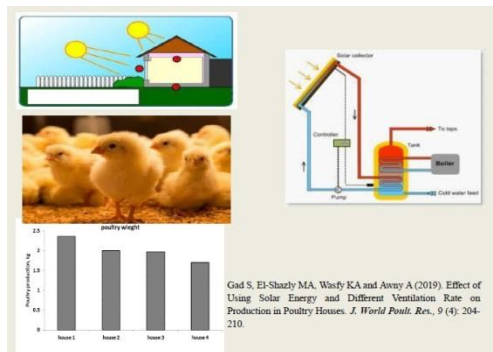 Solar collector
Controller
To taps
Tank
Boiler
Pump
Cold water feed
poultry wieght
Poultry production, kg
2.5
2
1.5
1
0.5
0
house 1
house 2
house 3
house 4
Gad S, El-Shazly MA, Wasfy KA and Awny A (2019). Effect of
Using Solar Energy and Different Ventilation Rate on
Production in Poultry Houses. J. World Poult. Res., 9 (4): 204-
210.